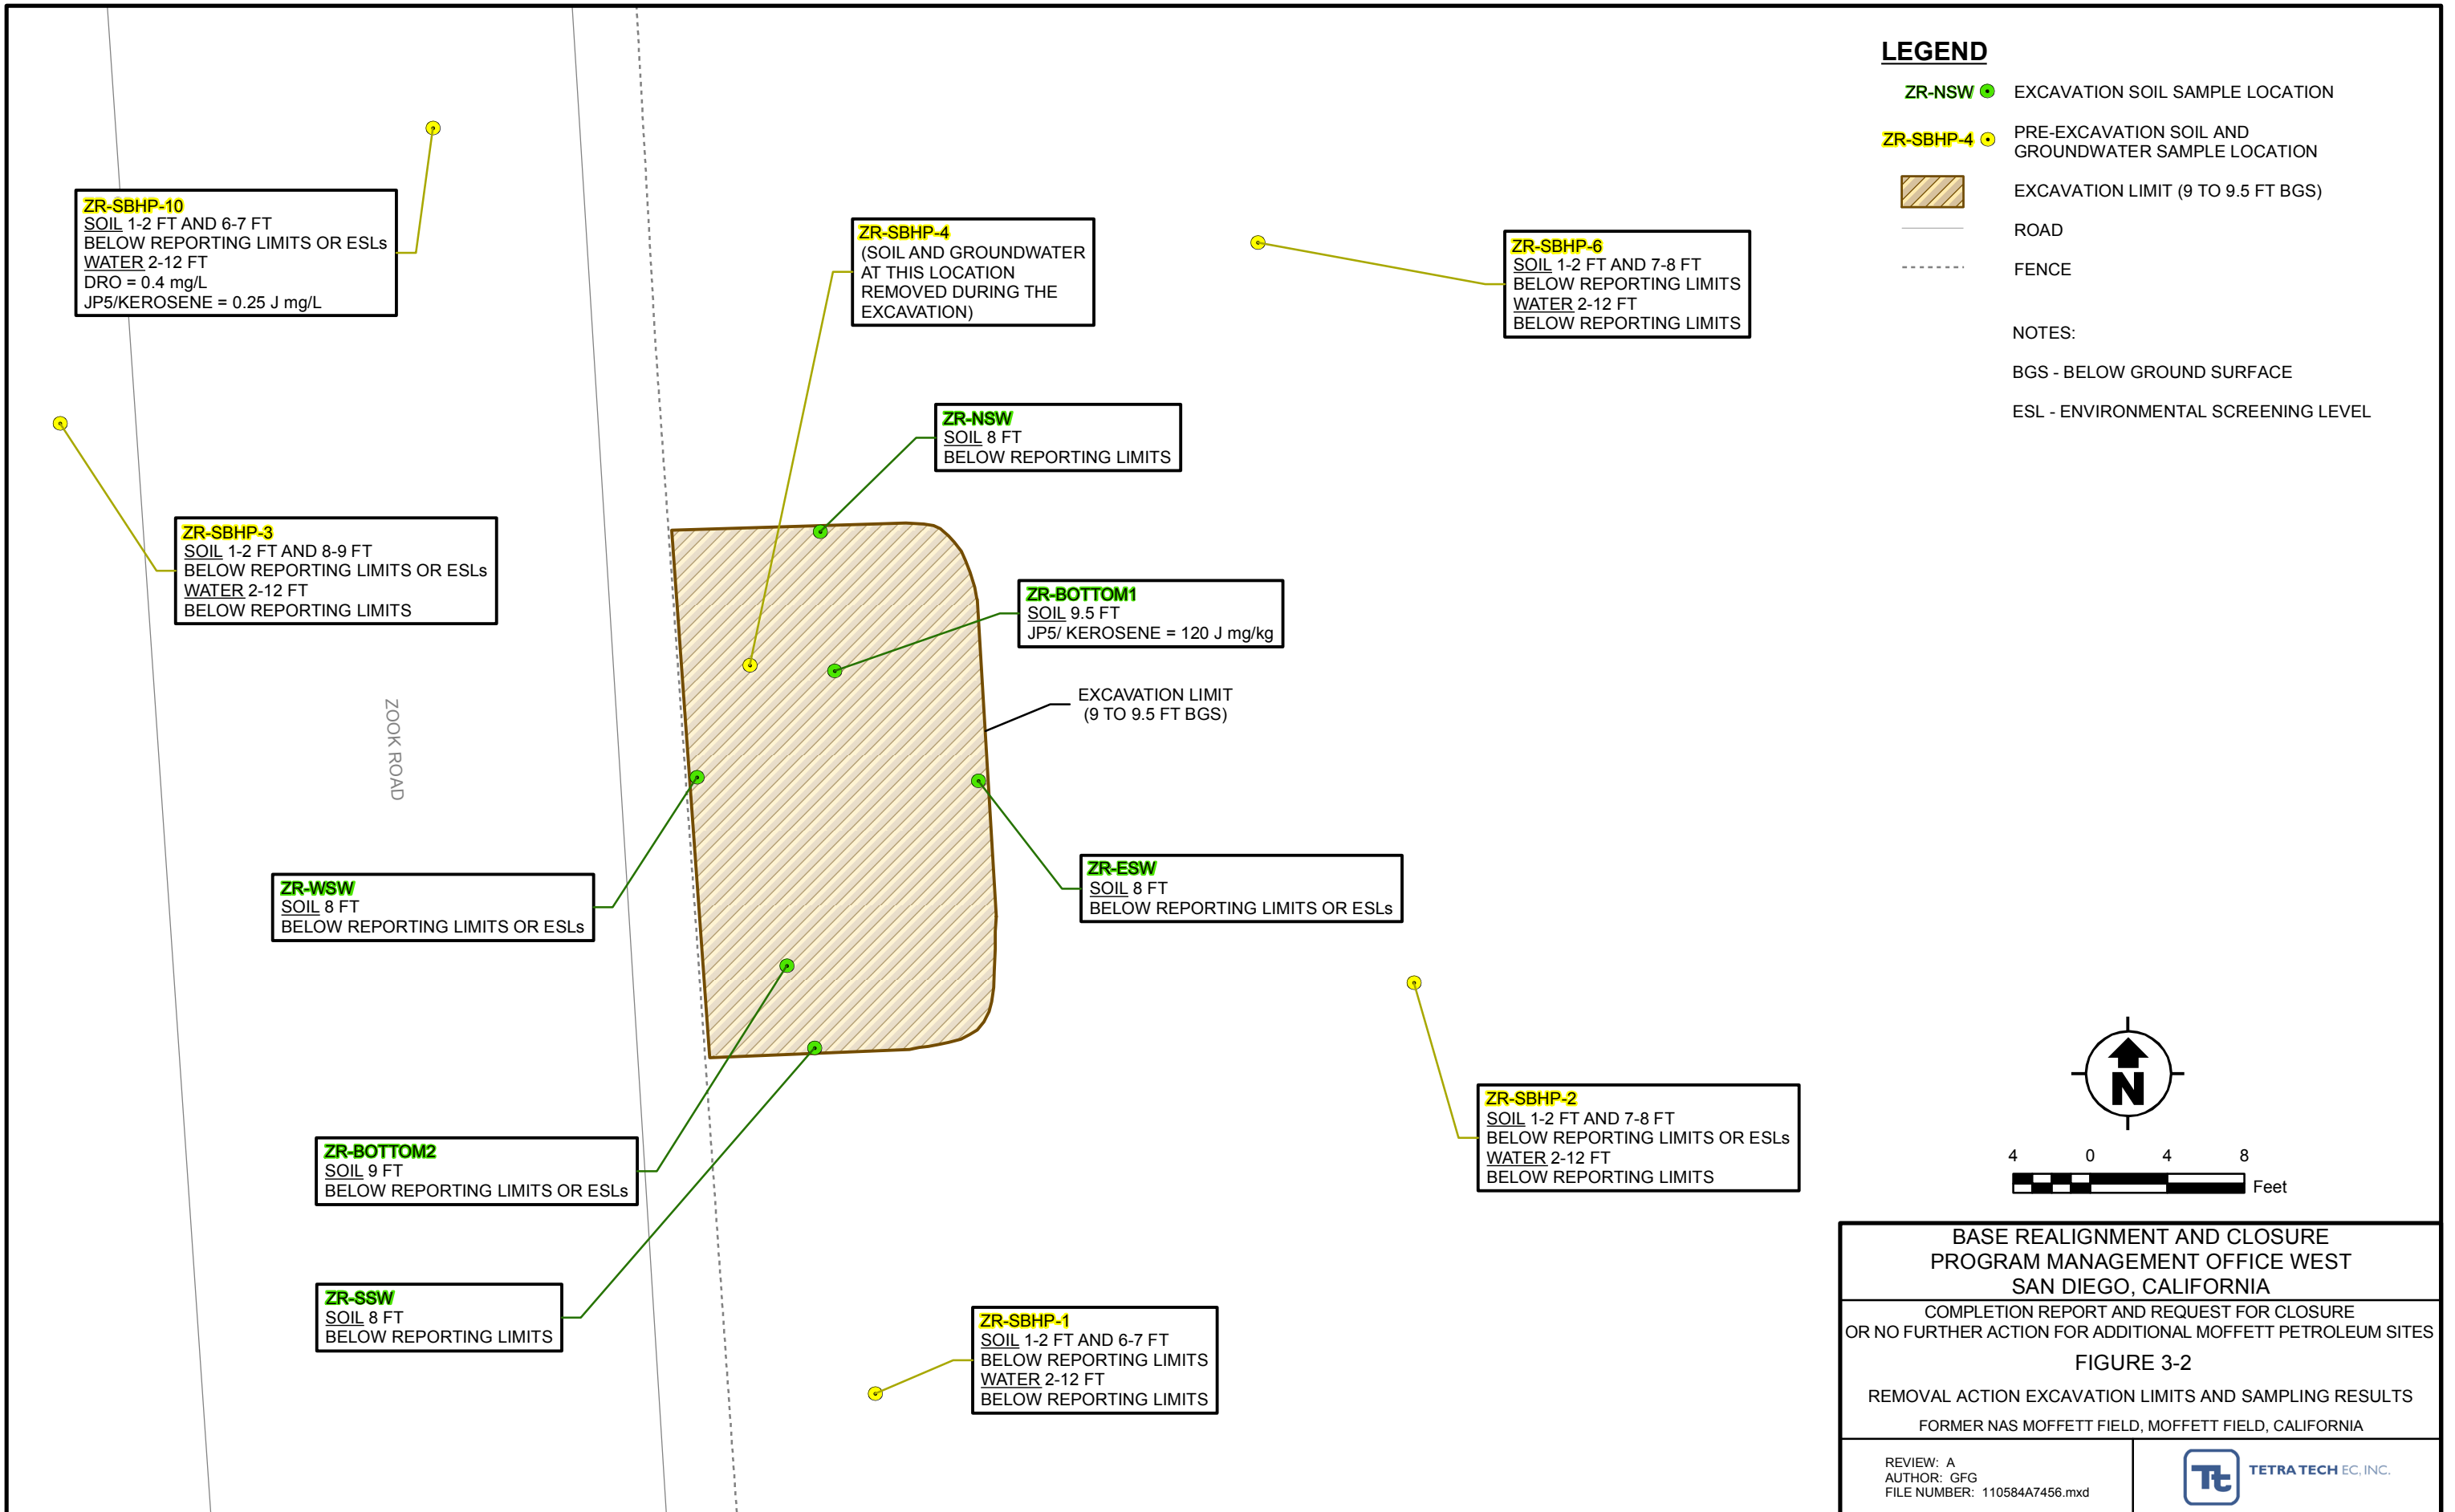 LEGEND
ZR-NSW EXCAVATION SOIL SAMPLE LOCATION
ZR-SBHP-4 PRE-EXCAVATION SOIL AND
GROUNDWATER SAMPLE LOCATION
EXCAVATION LIMIT (9 TO 9.5 FT BGS)
ROAD
FENCE
NOTES:
BGS - BELOW GROUND SURFACE
ESL - ENVIRONMENTAL SCREENING LEVEL
ZR-SBHP-10
SOIL 1-2 FT AND 6-7 FT
BELOW REPORTING LIMITS OR ESLs
WATER 2-12 FT
DRO = 0.4 mg/L
JP5/KEROSENE = 0.25 J mg/L
ZR-SBHP-4
(SOIL AND GROUNDWATER
AT THIS LOCATION
REMOVED DURING THE
EXCAVATION)
ZR-SBHP-6
SOIL 1-2 FT AND 7-8 FT
BELOW REPORTING LIMITS
WATER 2-12 FT
BELOW REPORTING LIMITS
ZR-NSW
SOIL 8 FT
BELOW REPORTING LIMITS
ZR-SBHP-3
SOIL 1-2 FT AND 8-9 FT
BELOW REPORTING LIMITS OR ESLs
WATER 2-12 FT
BELOW REPORTING LIMITS
ZR-BOTTOM1
SOIL 9.5 FT
JP5/ KEROSENE = 120 J mg/kg
EXCAVATION LIMIT
(9 TO 9.5 FT BGS)
ZOOK ROAD
ZR-WSW
SOIL 8 FT
BELOW REPORTING LIMITS OR ESLs
ZR-ESW
SOIL 8 FT
BELOW REPORTING LIMITS OR ESLs
ZR-SBHP-2
SOIL 1-2 FT AND 7-8 FT
BELOW REPORTING LIMITS OR ESLs
WATER 2-12 FT
BELOW REPORTING LIMITS
ZR-BOTTOM2
SOIL 9 FT
BELOW REPORTING LIMITS OR ESLs
ZR-SSW
SOIL 8 FT
BELOW REPORTING LIMITS
ZR-SBHP-1
SOIL 1-2 FT AND 6-7 FT
BELOW REPORTING LIMITS
WATER 2-12 FT
BELOW REPORTING LIMITS
N
4 0 4 8
Feet
BASE REALIGNMENT AND CLOSURE
PROGRAM MANAGEMENT OFFICE WEST
SAN DIEGO, CALIFORNIA
COMPLETION REPORT AND REQUEST FOR CLOSURE
OR NO FURTHER ACTION FOR ADDITIONAL MOFFETT PETROLEUM SITES
FIGURE 3-2
REMOVAL ACTION EXCAVATION LIMITS AND SAMPLING RESULTS
FORMER NAS MOFFETT FIELD, MOFFETT FIELD, CALIFORNIA
REVIEW: A
AUTHOR: GFG
FILE NUMBER: 110584A7456.mxd
Tt TETRA TECH EC, INC.